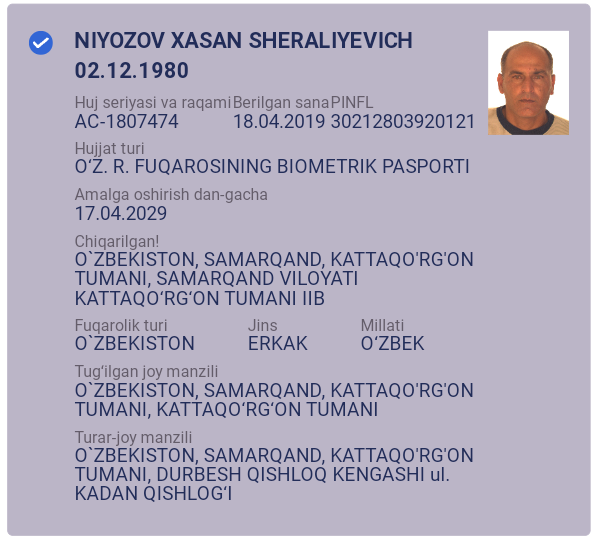 NIYOZOV XASAN SHERALIYEVICH
02.12.1980
Huj seriyasi va raqami Berilgan sana PINFL
AC-1807474 18.04.2019 30212803920121
Hujjat turi
O‘Z. R. FUQAROSINING BIOMETRIK PASPORTI
Amalga oshirish dan-gacha
17.04.2029
Chiqarilgan!
O`ZBEKISTON, SAMARQAND, KATTAQO'RG'ON
TUMANI, SAMARQAND VILOYATI
KATTAQO‘RG‘ON TUMANI IIB
Fuqarolik turi Jins Millati
O`ZBEKISTON ERKAK O‘ZBEK
Tug‘ilgan joy manzili
O`ZBEKISTON, SAMARQAND, KATTAQO'RG'ON
TUMANI, KATTAQO‘RG‘ON TUMANI
Turar-joy manzili
O`ZBEKISTON, SAMARQAND, KATTAQO'RG'ON
TUMANI, DURBESH QISHLOQ KENGASHI ul.
KADAN QISHLOG‘I